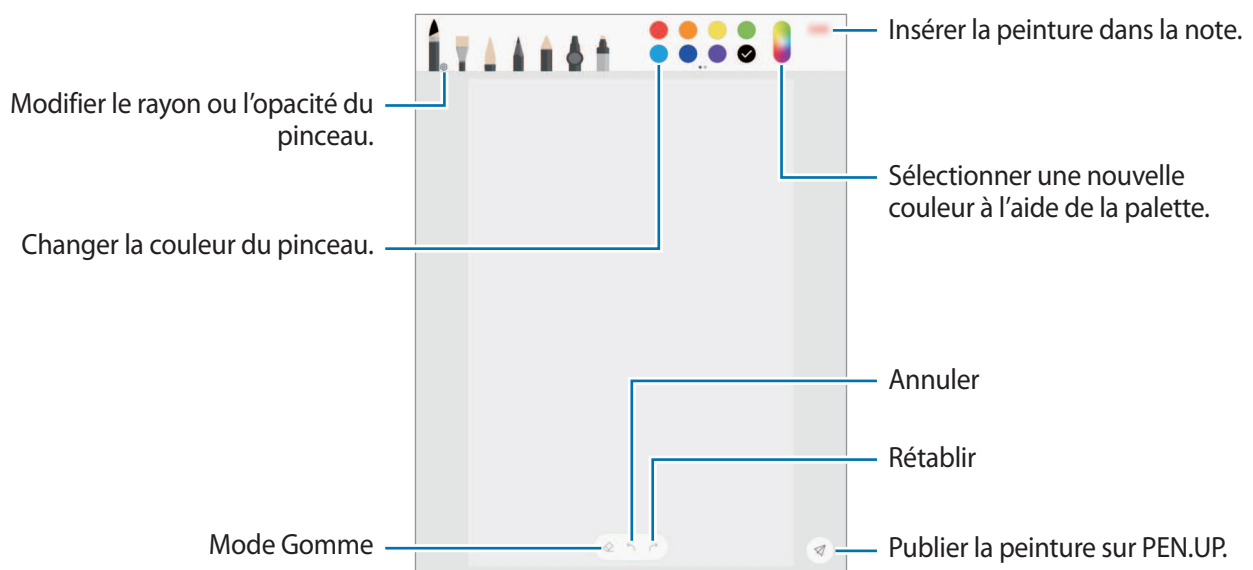 Insérer la peinture dans la note.
Modifier le rayon ou l’opacité du
pinceau.
Sélectionner une nouvelle
couleur à l’aide de la palette.
Changer la couleur du pinceau.
Annuler
Rétablir
Mode Gomme
Publier la peinture sur PEN.UP.